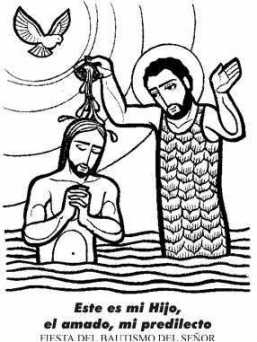 Este es mi Hijo,
el amado, mi predilecto
FIESTA DEL BAUTISMO DEL SEÑOR